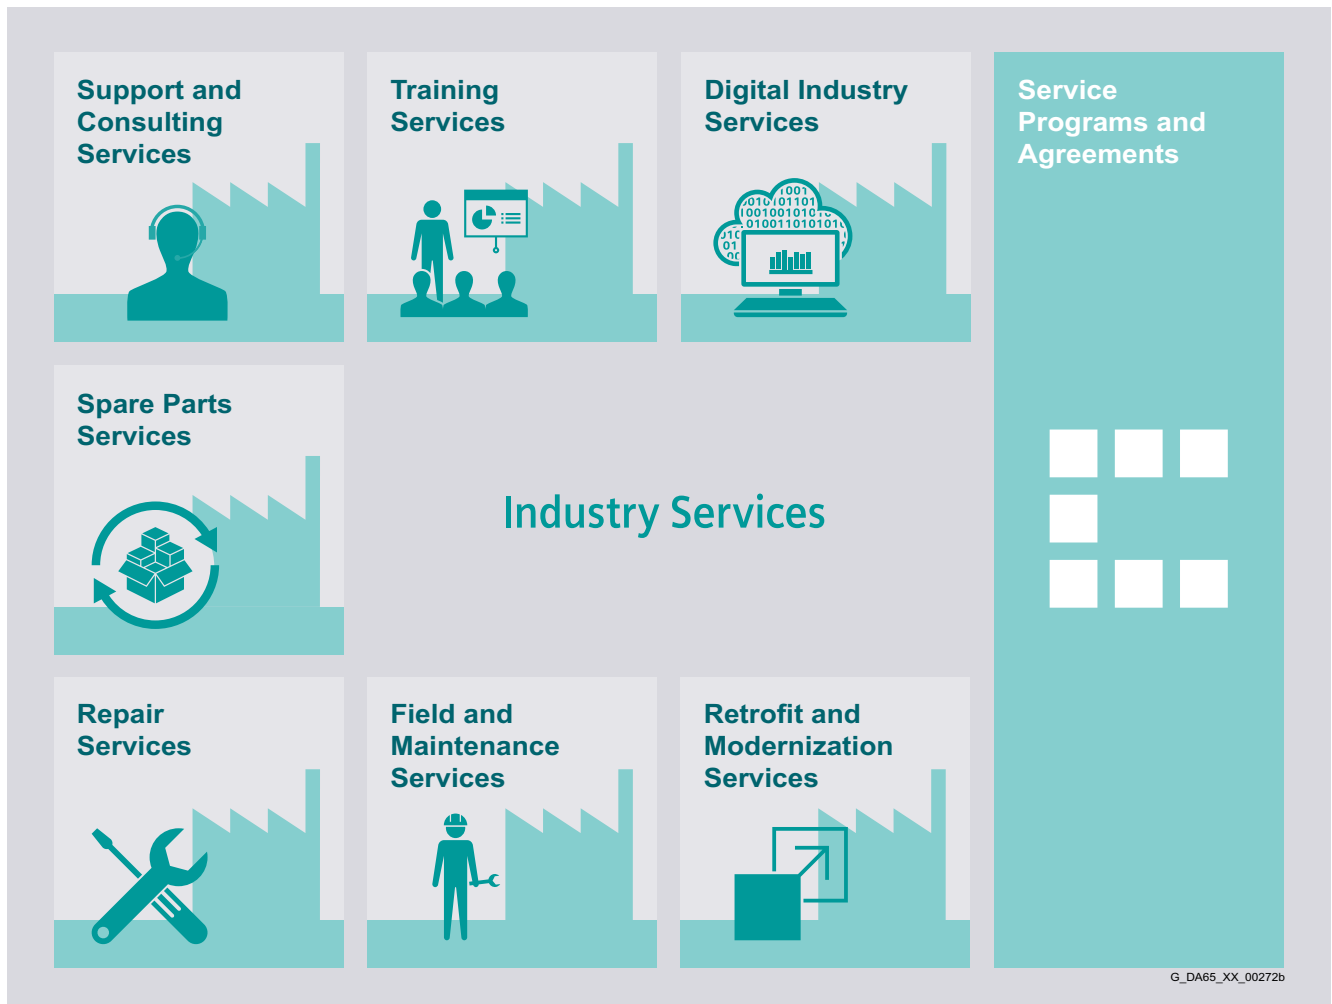 Support and
Consulting
Services
Training
Services
Digital Industry
Services
Service
Programs and
Agreements
Spare Parts
Services
Industry Services
Repair
Services
Field and
Maintenance
Services
Retrofit and
Modernization
Services
G_DA65_XX_00272b